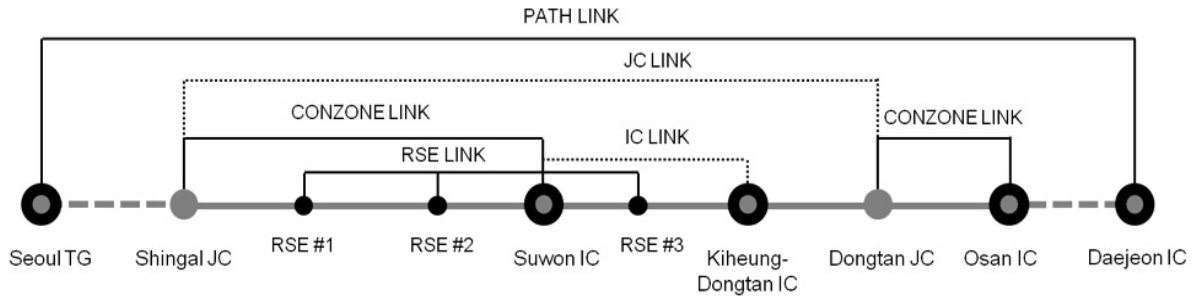 PATH LINK
JC LINK
CONZONE LINK
CONZONE LINK
IC LINK
RSE LINK
Seoul TG
Shingal JC
RSE #1
RSE #2
Suwon IC
RSE #3
Kiheung-
Dongtan IC
Dongtan JC
Osan IC
Daejeon IC